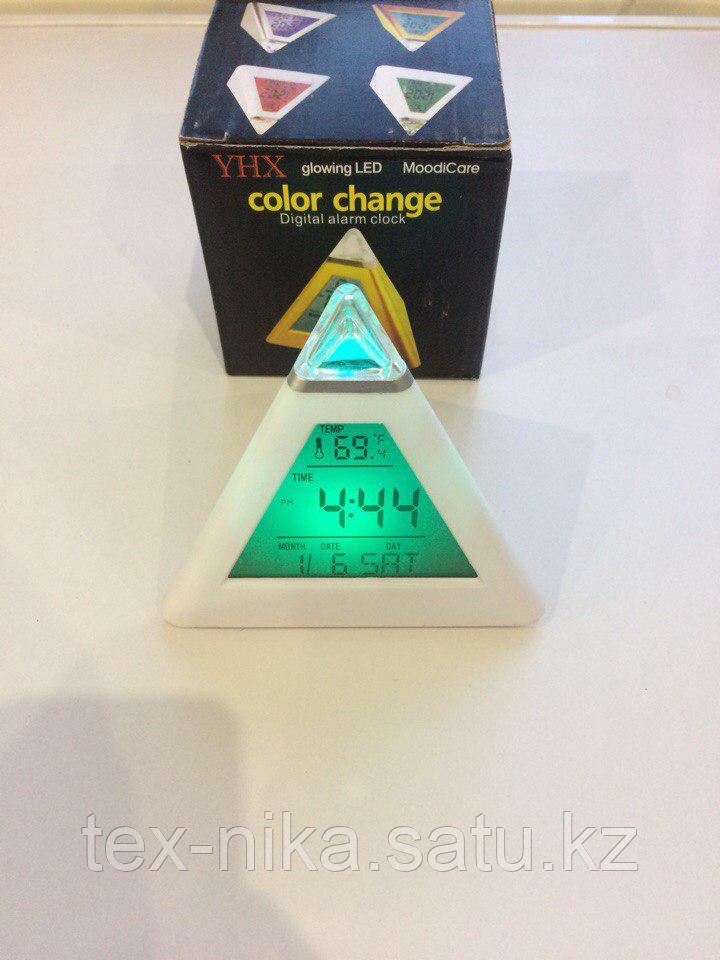 YHX glowing LED MoodiCare
color change
Digital alarm clock
TEMP
69.4 °F
TIME
PM 4:44
MONTH DATE DAY
1/ 6 SAT
tex-nika.satu.kz